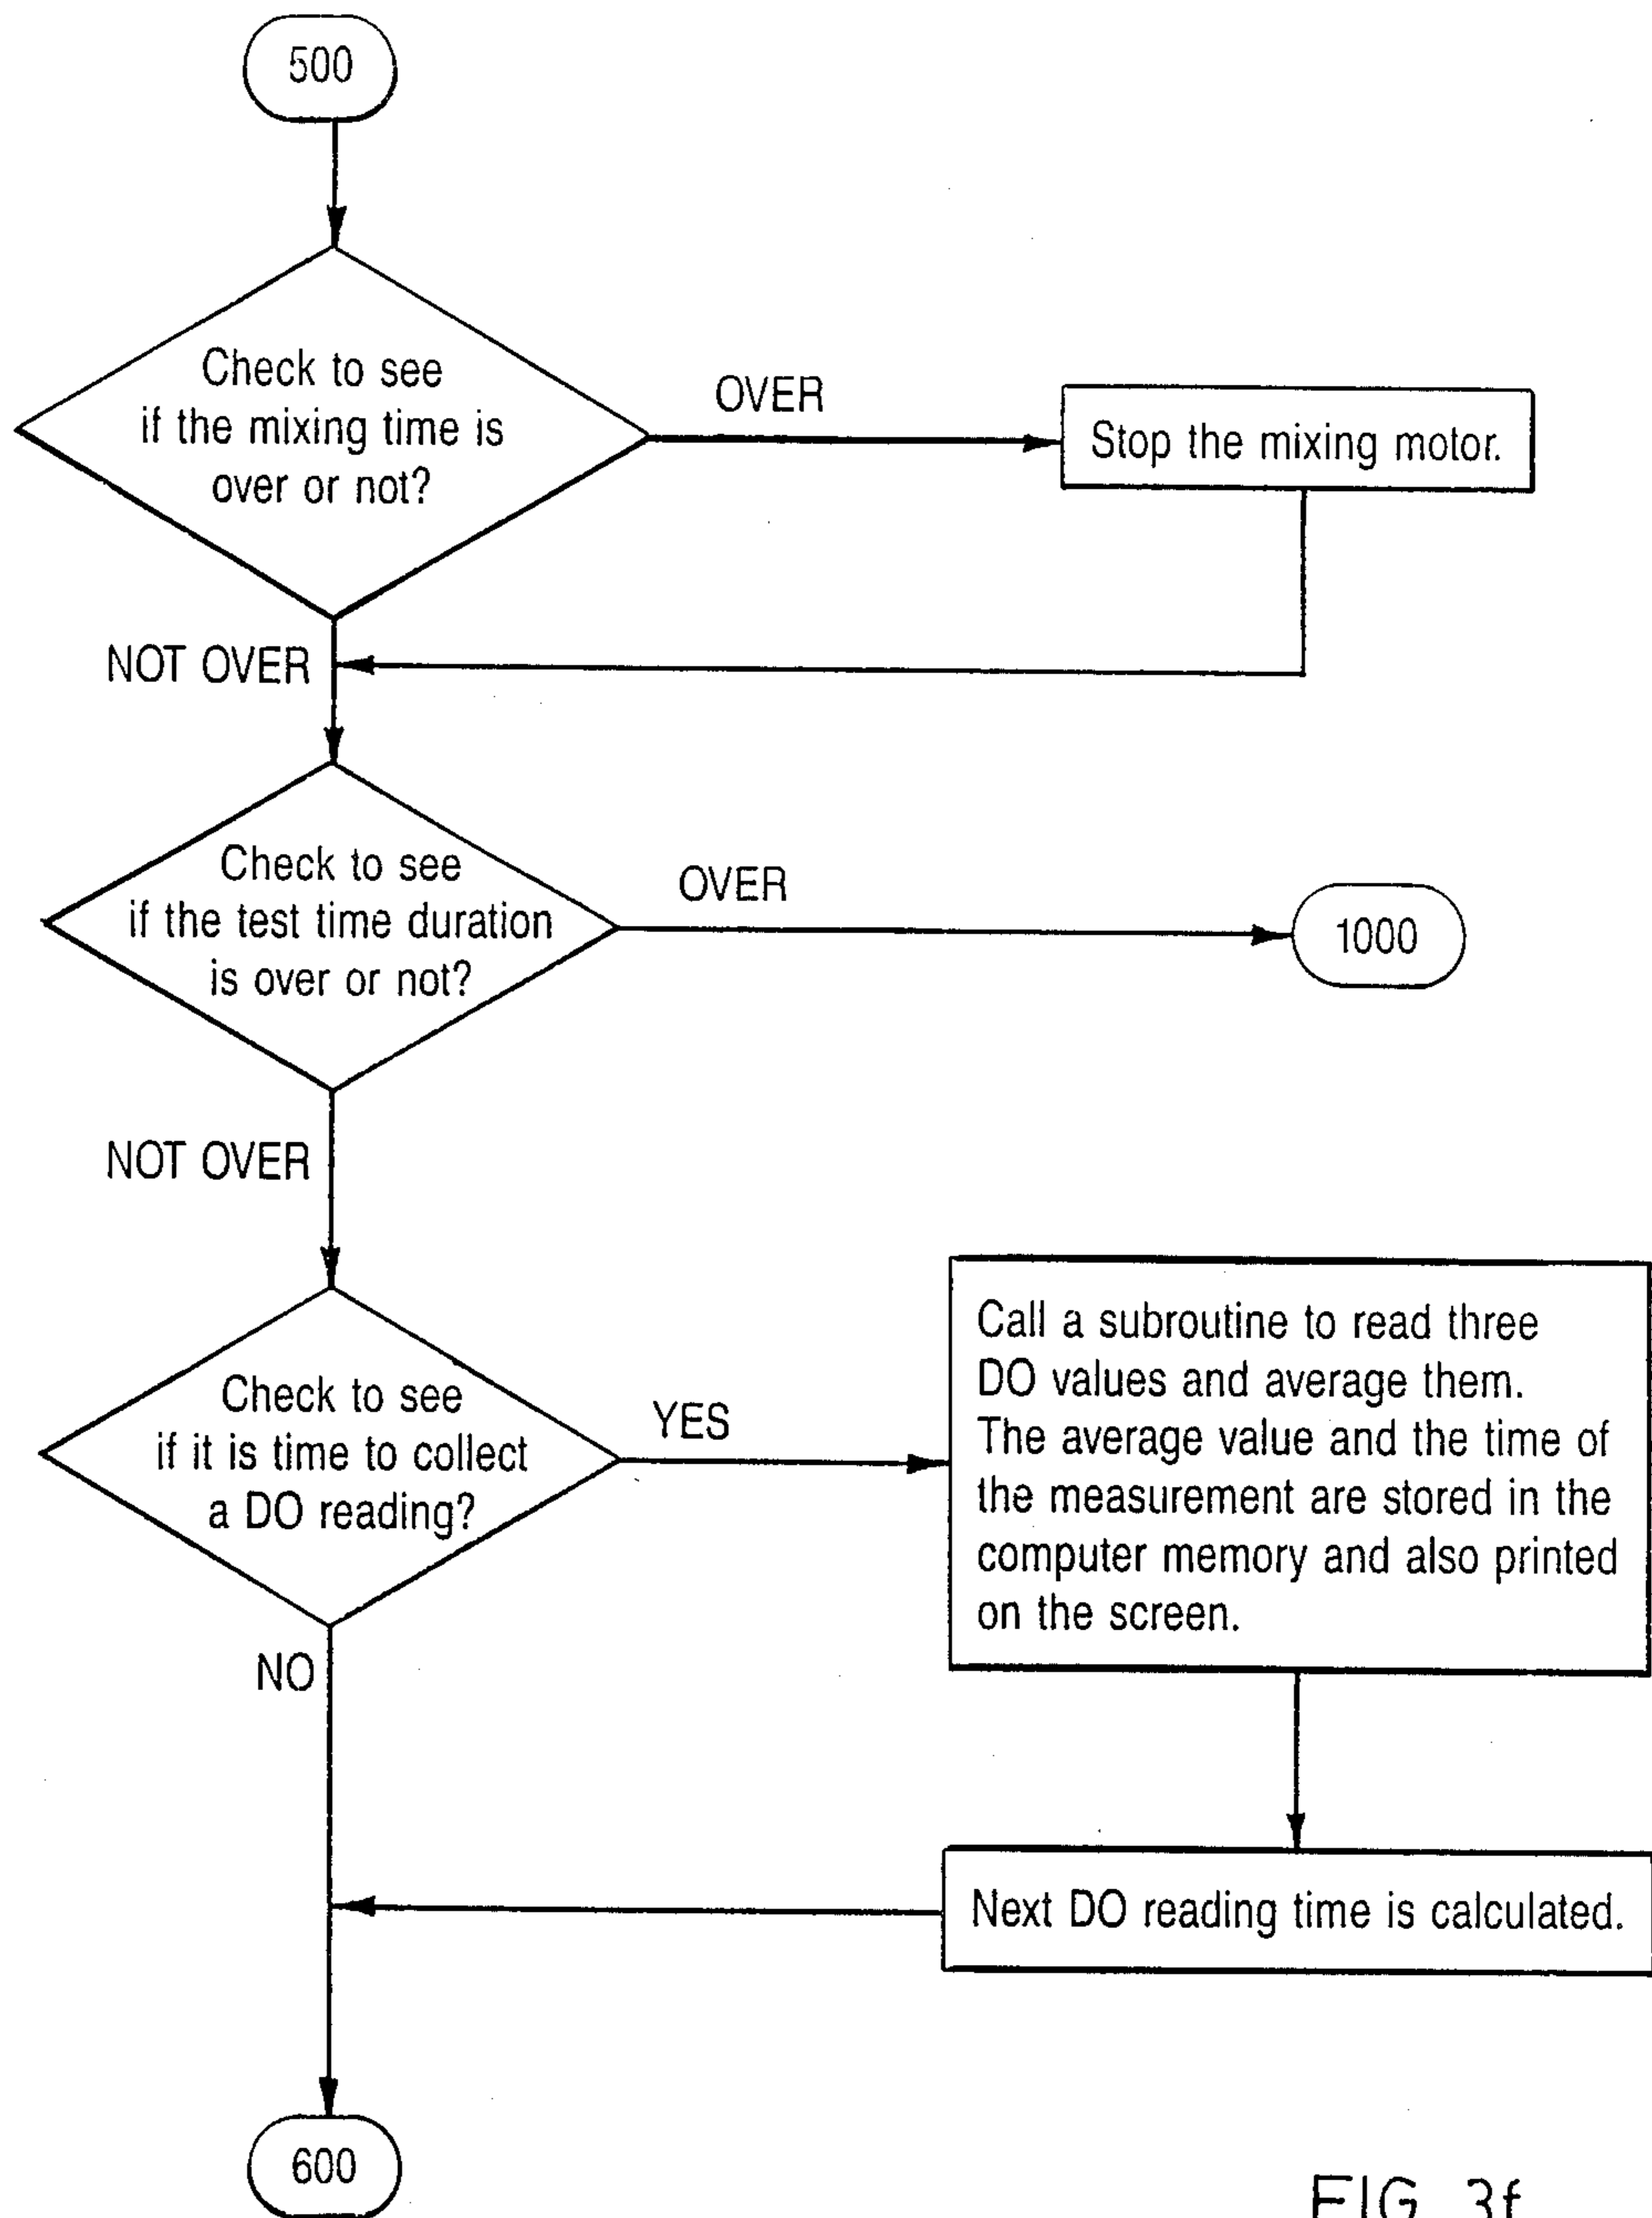 500
Check to see
if the mixing time is
over or not?
OVER
Stop the mixing motor.
NOT OVER
Check to see
if the test time duration
is over or not?
OVER
1000
NOT OVER
Check to see
if it is time to collect
a DO reading?
YES
Call a subroutine to read three
DO values and average them.
The average value and the time of
the measurement are stored in the
computer memory and also printed
on the screen.
NO
Next DO reading time is calculated.
600
FIG. 3f